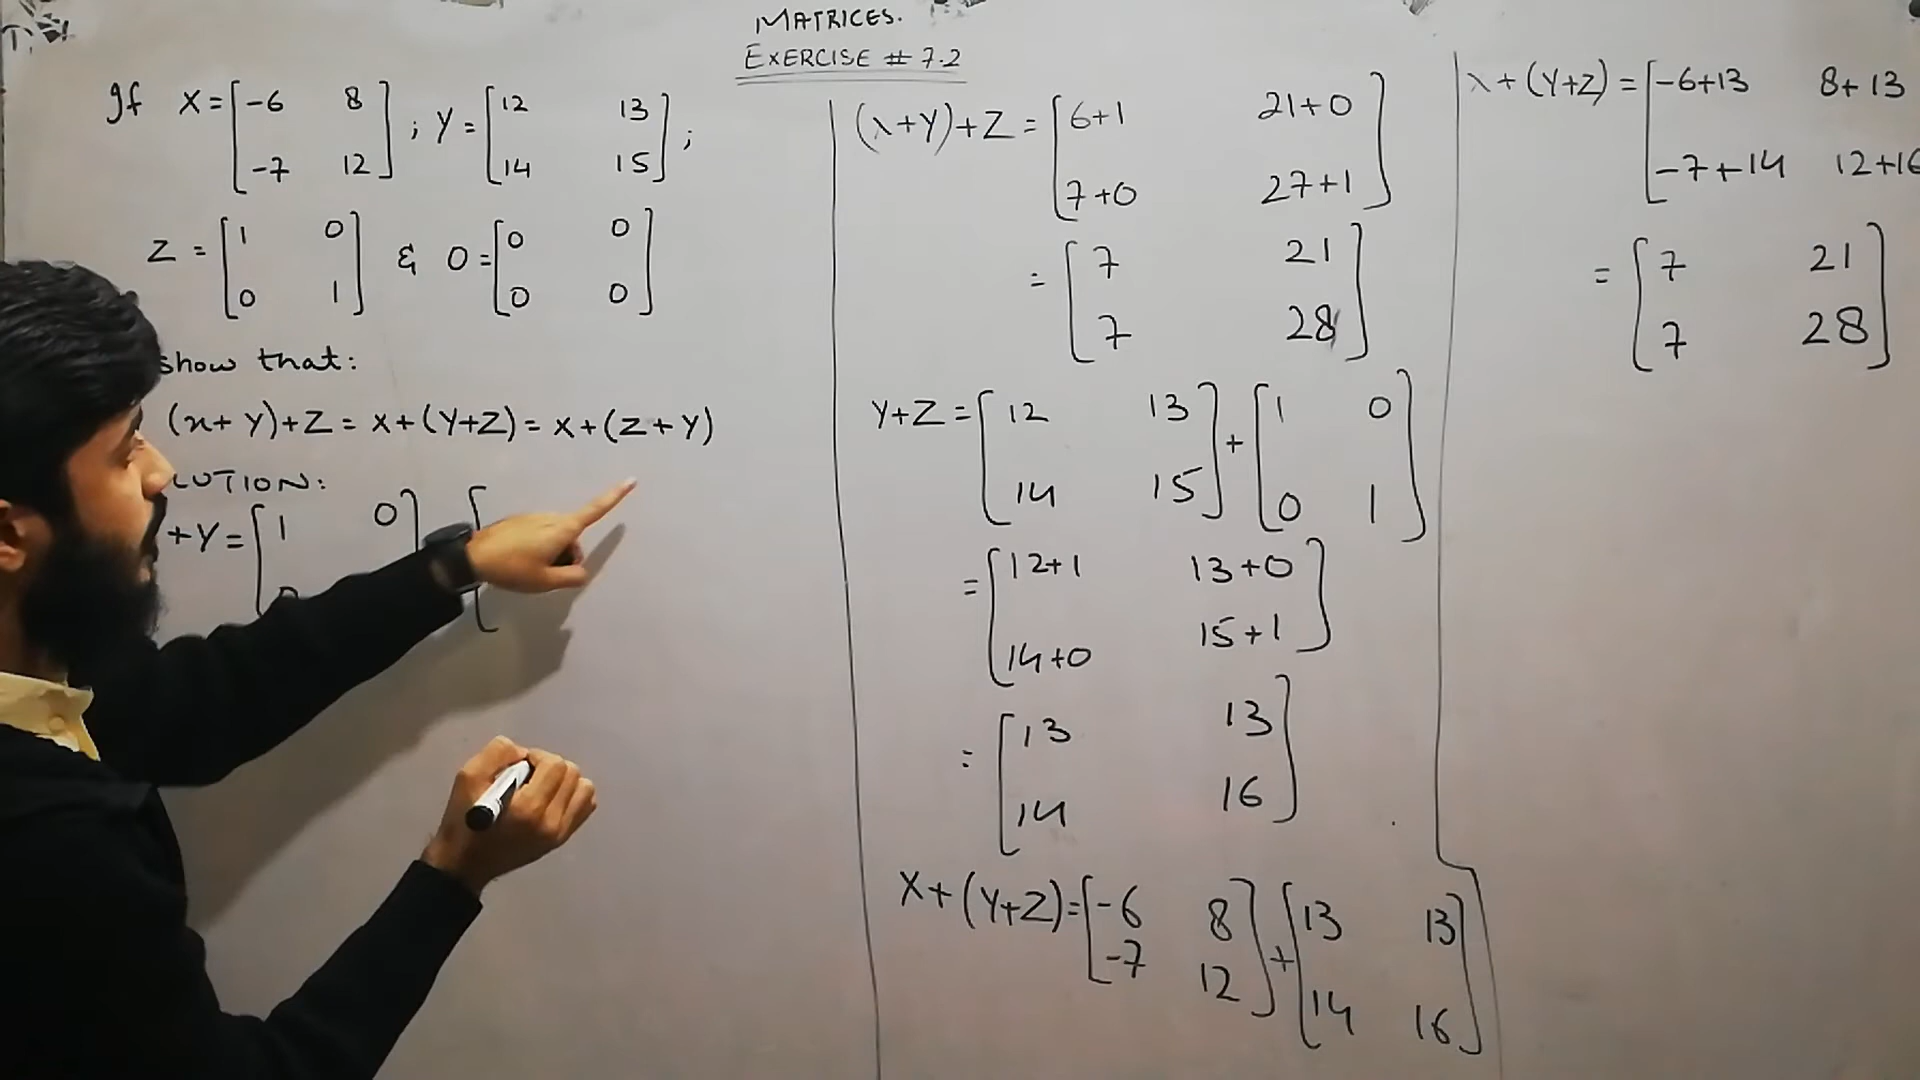 MATRICES.
EXERCISE # 7.2
If X = [-6 8; Y = [12 13;
-7 12] 14 15]
Z = [1 0 & O = [0 0
0 1] 0 0]
show that:
(x+ Y)+Z = X+(Y+Z) = X+(Z+Y)
LUTION:
+Y = [1 0] [
(X+Y)+Z = [6+1 21+0
7+0 27+1]
= [7 21
7 28]
Y+Z = [12 13 + [1 0
14 15] 0 1]
= [12+1 13+0
14+0 15+1]
= [13 13
14 16]
X+(Y+Z) = [-6 8 + [13 13
-7 12] 14 16]
X+(Y+Z) = [-6+13 8+13
-7+14 12+16
= [7 21
7 28]